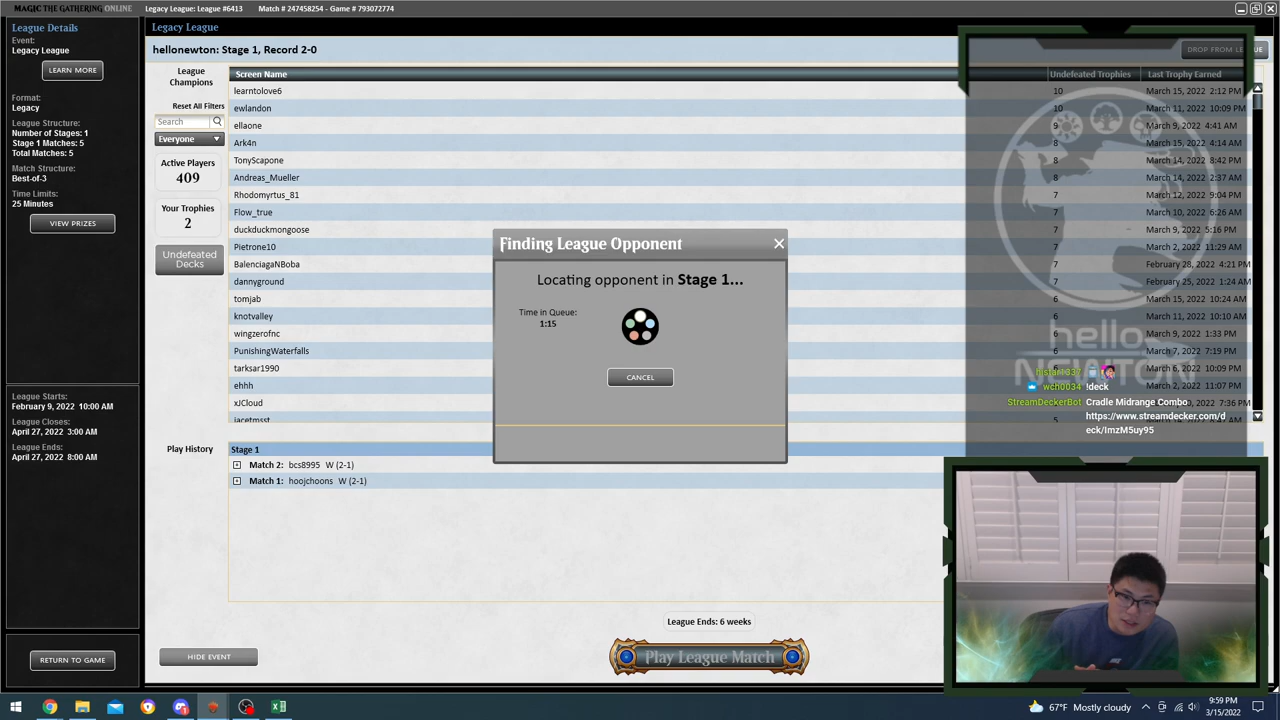 MAGIC THE GATHERING ONLINE
Legacy League: League #6413
Match # 247458254 - Game # 793072774
League Details
Event:
Legacy League
LEARN MORE
Format:
Legacy
League Structure:
Number of Stages: 1
Stage 1 Matches: 5
Total Matches: 5
Match Structure:
Best-of-3
Time Limits:
25 Minutes
VIEW PRIZES
League Starts:
February 9, 2022 10:00 AM
League Closes:
April 27, 2022 3:00 AM
League Ends:
April 27, 2022 8:00 AM
RETURN TO GAME
Legacy League
hellonewton: Stage 1, Record 2-0
DROP FROM LEAGUE
League Champions
Reset All Filters
Search
Everyone
Active Players
409
Your Trophies
2
Undefeated Decks
Screen Name Undefeated Trophies Last Trophy Earned
learntolove6 10 March 15, 2022 2:12 PM
ewlandon 10 March 11, 2022 10:09 PM
ellaone 9 March 9, 2022 4:41 AM
Ark4n 8 March 15, 2022 4:14 AM
TonyScapone 8 March 14, 2022 8:42 PM
Andreas_Mueller 8 March 14, 2022 2:37 AM
Rhodomyrtus_81 7 March 12, 2022 9:04 PM
Flow_true 7 March 10, 2022 6:26 AM
duckduckmongoose 7 March 9, 2022 5:16 PM
Pietrone10 7 March 2, 2022 11:29 AM
BalenciagaNBoba 7 February 28, 2022 4:21 PM
dannyground 7 February 25, 2022 1:24 AM
tomjab 6 March 15, 2022 10:24 AM
knotvalley 6 March 11, 2022 10:10 AM
wingzerofnc 6 March 9, 2022 1:33 PM
PunishingWaterfalls 6 March 7, 2022 7:19 PM
tarksar1990 March 6, 2022 10:09 PM
ehhh March 2, 2022 11:07 PM
xJCloud 7:36 PM
jacetmsst 5
Finding League Opponent
Locating opponent in Stage 1...
Time in Queue:
1:15
CANCEL
hello
NEWTON
wch0034 !deck
StreamDeckerBot Cradle Midrange Combo
https://www.streamdecker.com/d
eck/ImzM5uy95
Play History
Stage 1
Match 2: bcs8995 W (2-1)
Match 1: hoojchoons W (2-1)
League Ends: 6 weeks
HIDE EVENT
Play League Match
67°F Mostly cloudy
9:59 PM
3/15/2022